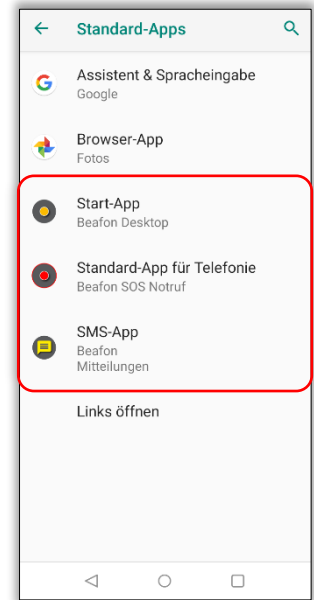 Standard-Apps
Assistent & Spracheingabe
Google
Browser-App
Fotos
Start-App
Beafon Desktop
Standard-App für Telefonie
Beafon SOS Notruf
SMS-App
Beafon
Mitteilungen
Links öffnen